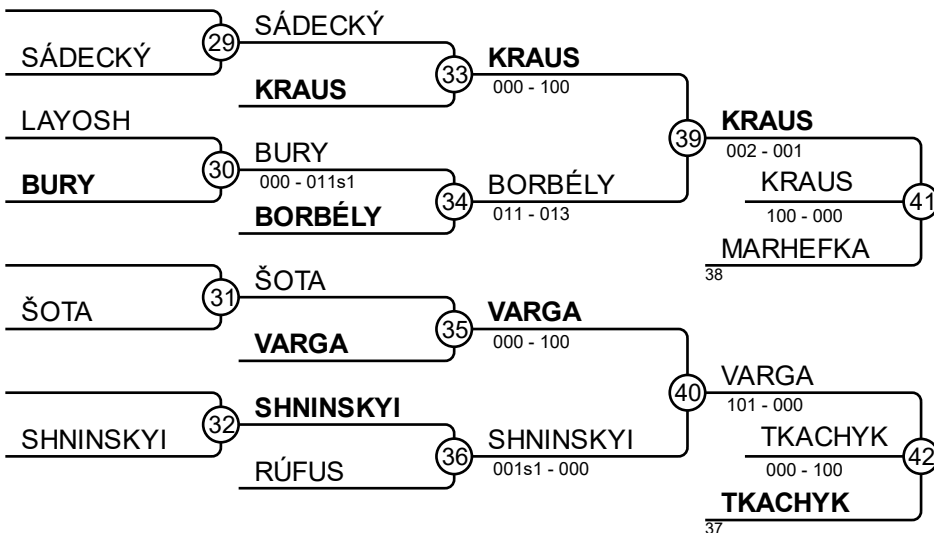 SÁDECKÝ
29
SÁDECKÝ
KRAUS
33
KRAUS
000 - 100
LAYOSH
BURY
30
BURY
000 - 011s1
BORBÉLY
34
BORBÉLY
011 - 013
39
KRAUS
002 - 001
KRAUS
100 - 000
41
MARHEFKA
38
ŠOTA
31
ŠOTA
VARGA
35
VARGA
000 - 100
SHNINSKYI
32
SHNINSKYI
RÚFUS
36
SHNINSKYI
001s1 - 000
40
VARGA
101 - 000
TKACHYK
000 - 100
42
TKACHYK
37